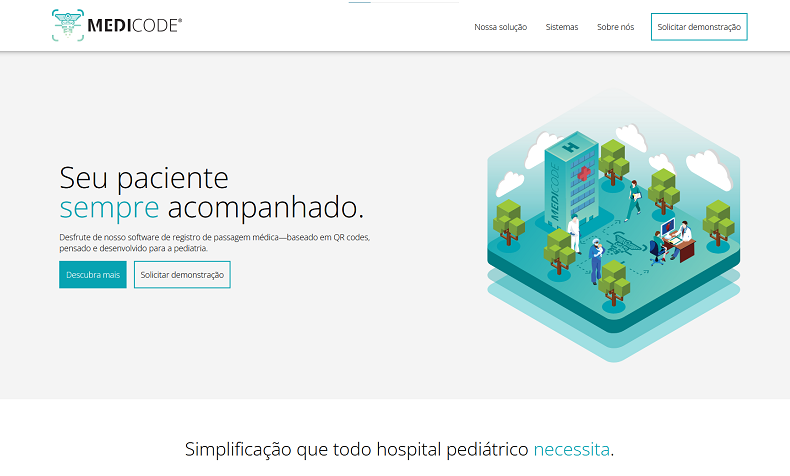 MEDICODE®
Nossa solução
Sistemas
Sobre nós
Solicitar demonstração
Seu paciente
sempre acompanhado.
Desfrute de nosso software de registro de passagem médica—baseado em QR codes,
pensado e desenvolvido para a pediatria.
Descubra mais
Solicitar demonstração
H
MEDICODE
Simplificação que todo hospital pediátrico necessita.